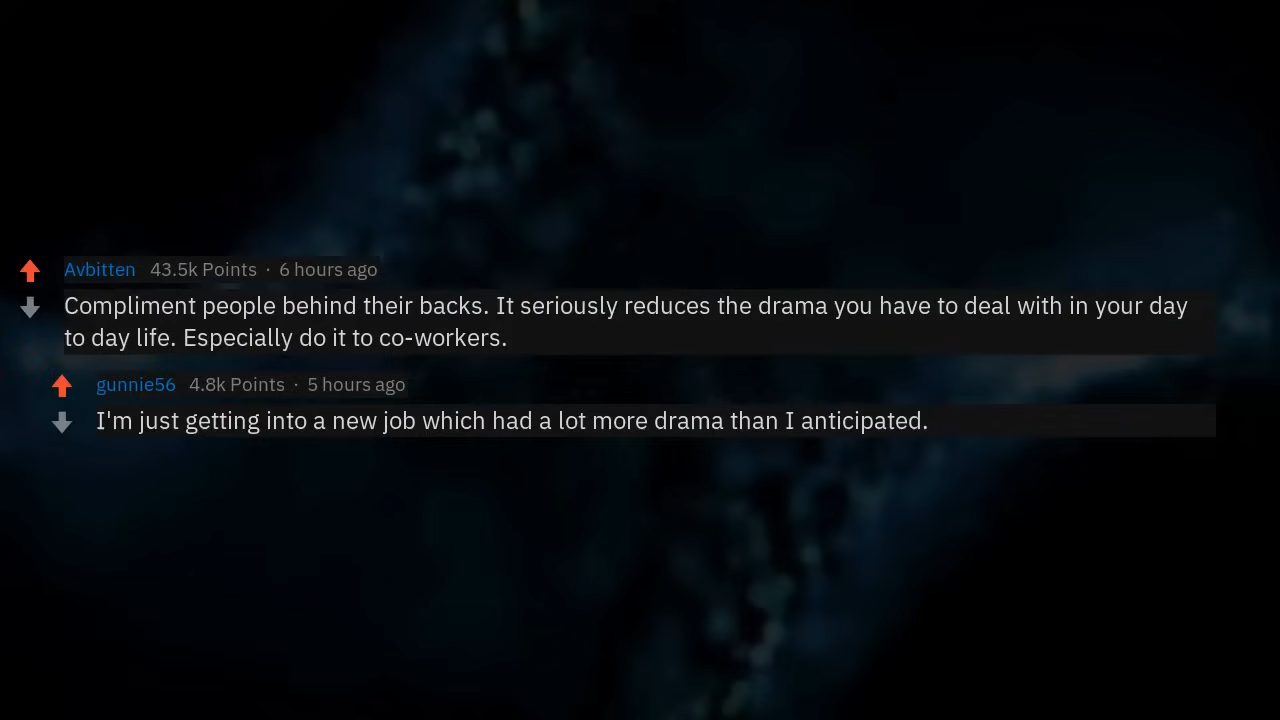 Avbitten 43.5k Points · 6 hours ago
Compliment people behind their backs. It seriously reduces the drama you have to deal with in your day
to day life. Especially do it to co-workers.
gunnie56 4.8k Points · 5 hours ago
I'm just getting into a new job which had a lot more drama than I anticipated.